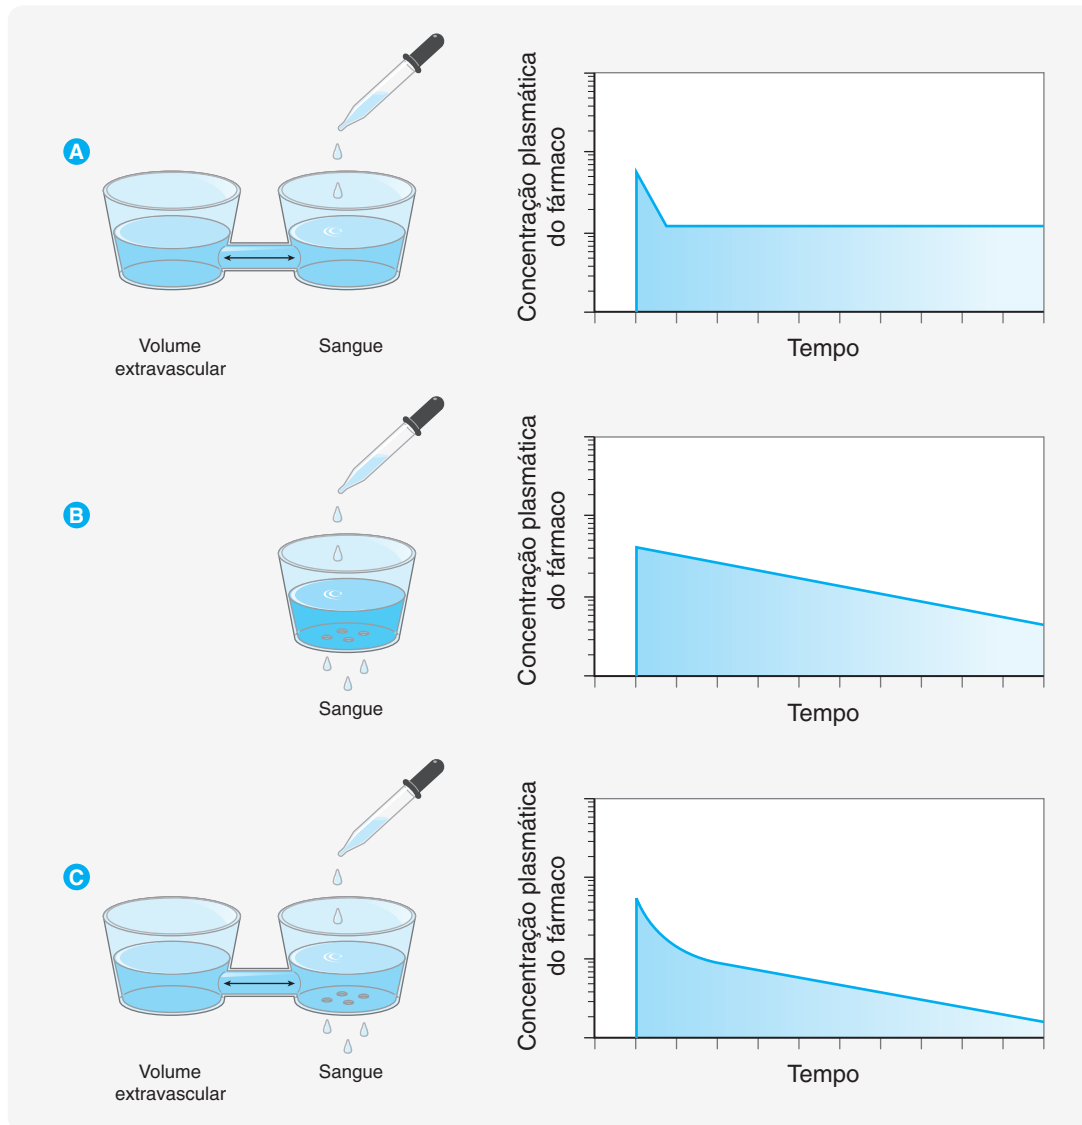 A
Concentração plasmática
do fármaco
Tempo
Volume
extravascular
Sangue
B
Concentração plasmática
do fármaco
Tempo
Sangue
C
Concentração plasmática
do fármaco
Tempo
Volume
extravascular
Sangue